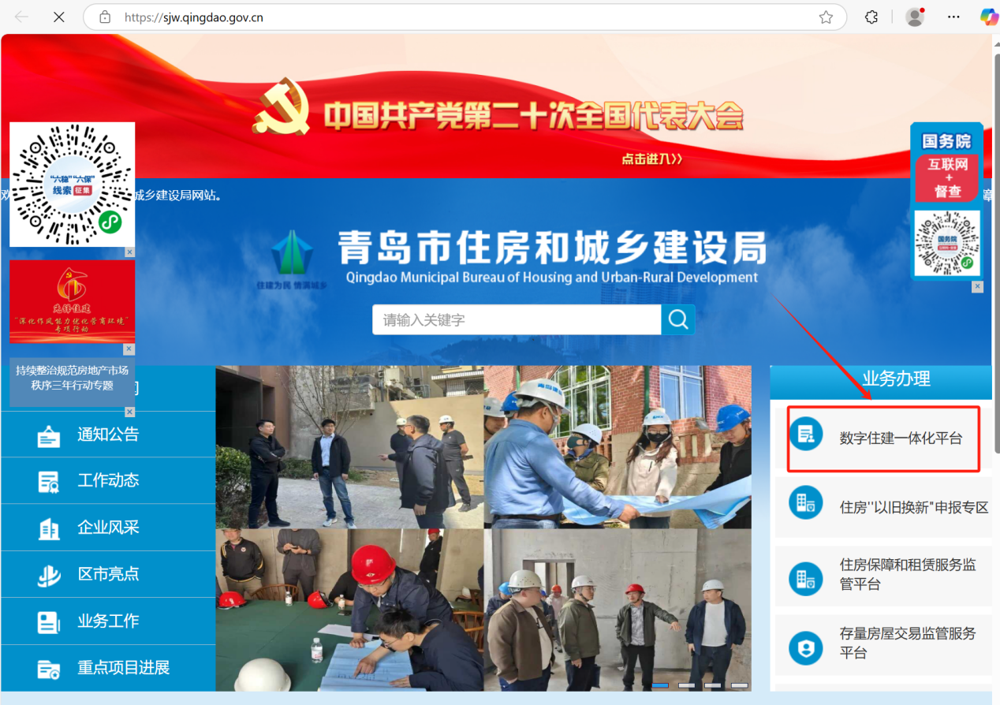 https://sjw.qingdao.gov.cn
中国共产党第二十次全国代表大会
点击进入》
"六稳""六保"
线索 征集
城乡建设局网站。
国务院
互联网
+
督查
国务院
青岛市住房和城乡建设局
Qingdao Municipal Bureau of Housing and Urban-Rural Development
住建为民 情满城乡
请输入关键字
先锋住建
"深化作风能力优化营商环境"
专项行动
持续整治规范房地产市场
秩序三年行动专题
通知公告
工作动态
企业风采
区市亮点
业务工作
重点项目进展
业务办理
数字住建一体化平台
住房''以旧换新"申报专区
住房保障和租赁服务监
管平台
存量房屋交易监管服务
平台